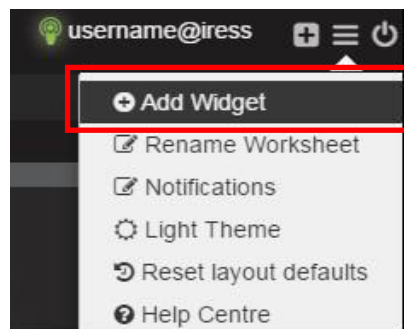 username@iress
Add Widget
Rename Worksheet
Notifications
Light Theme
Reset layout defaults
Help Centre